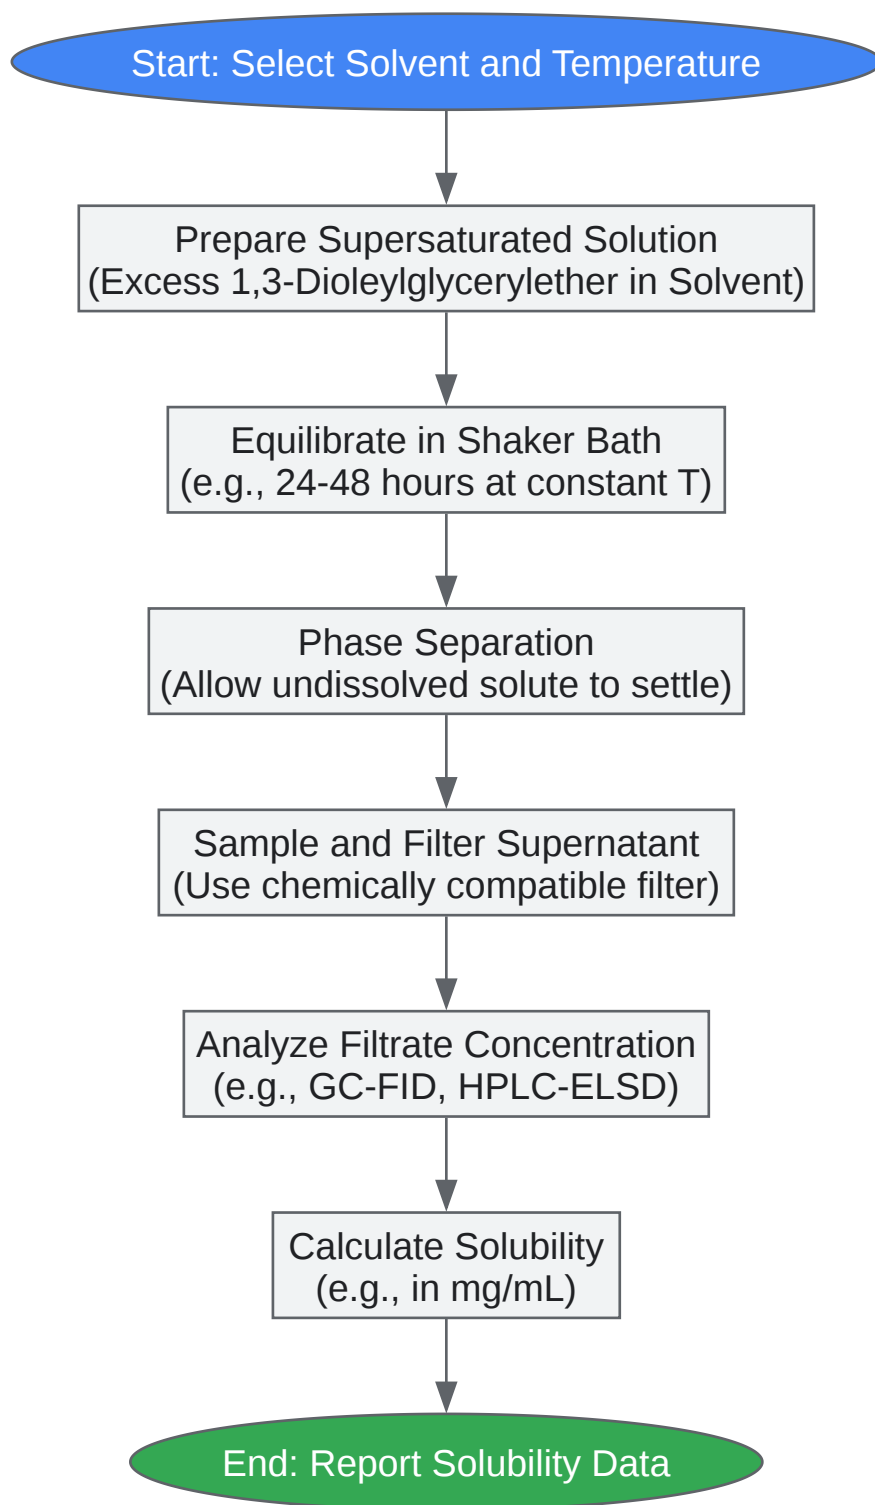 Start: Select Solvent and Temperature
Prepare Supersaturated Solution
(Excess 1,3-Dioleylglycerylether in Solvent)
Equilibrate in Shaker Bath
(e.g., 24-48 hours at constant T)
Phase Separation
(Allow undissolved solute to settle)
Sample and Filter Supernatant
(Use chemically compatible filter)
Analyze Filtrate Concentration
(e.g., GC-FID, HPLC-ELSD)
Calculate Solubility
(e.g., in mg/mL)
End: Report Solubility Data